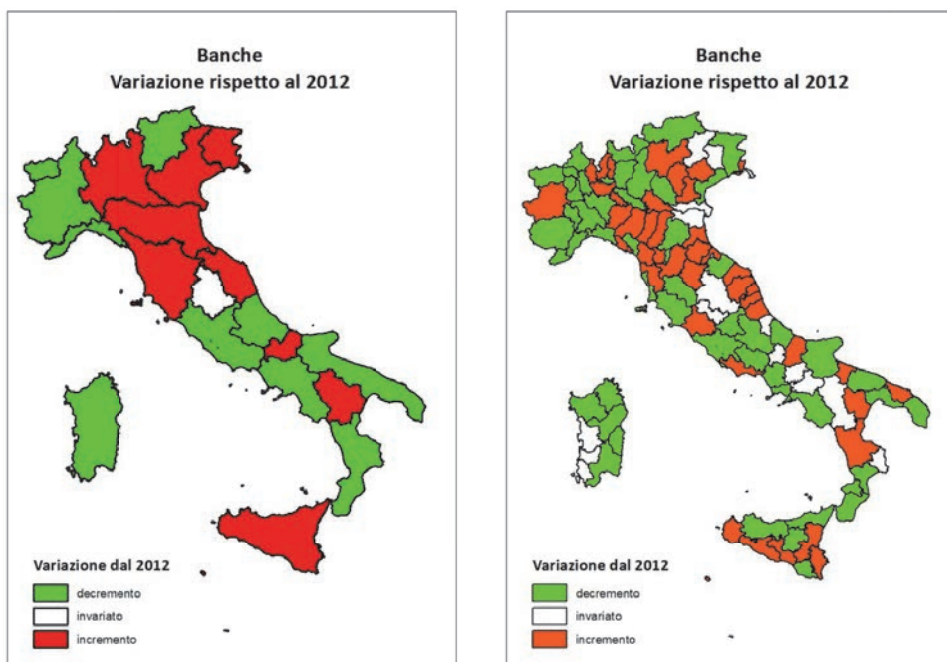 Banche
Variazione rispetto al 2012
Variazione dal 2012
decremento
invariato
incremento
Banche
Variazione rispetto al 2012
Variazione dal 2012
decremento
invariato
incremento